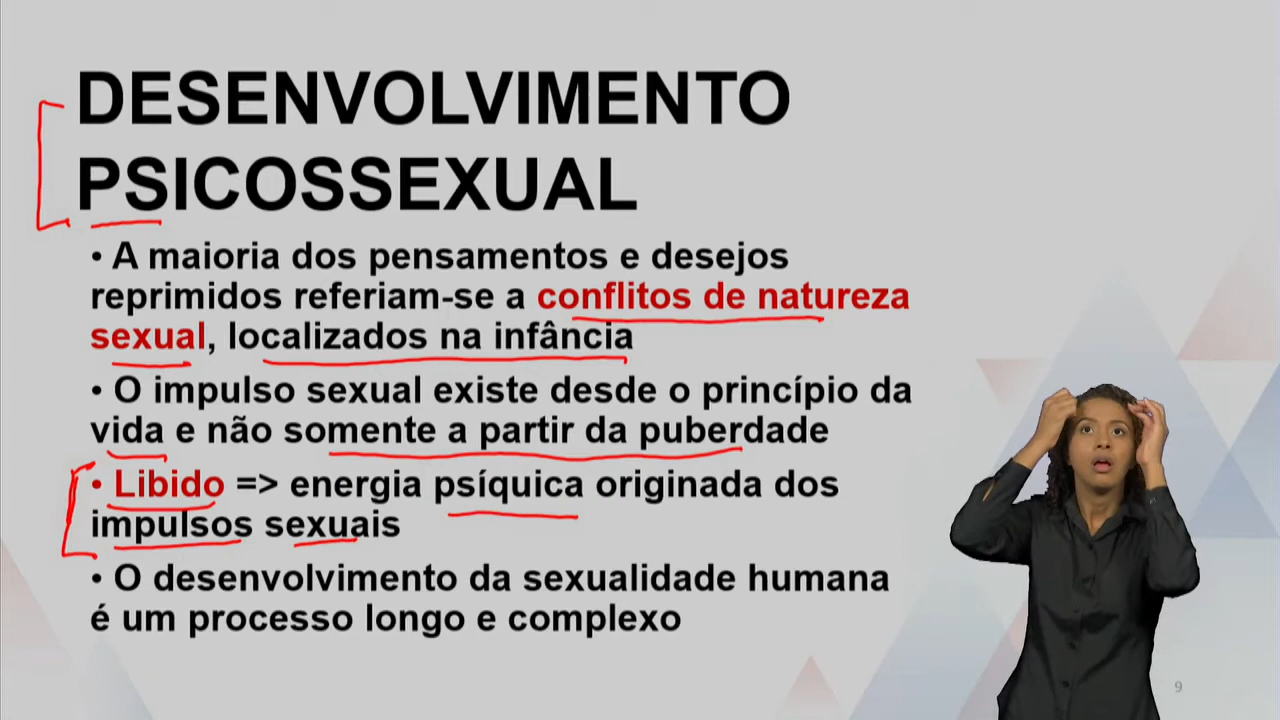 DESENVOLVIMENTO
PSICOSSEXUAL
• A maioria dos pensamentos e desejos
reprimidos referiam-se a conflitos de natureza
sexual, localizados na infância
• O impulso sexual existe desde o princípio da
vida e não somente a partir da puberdade
• Libido => energia psíquica originada dos
impulsos sexuais
• O desenvolvimento da sexualidade humana
é um processo longo e complexo
9